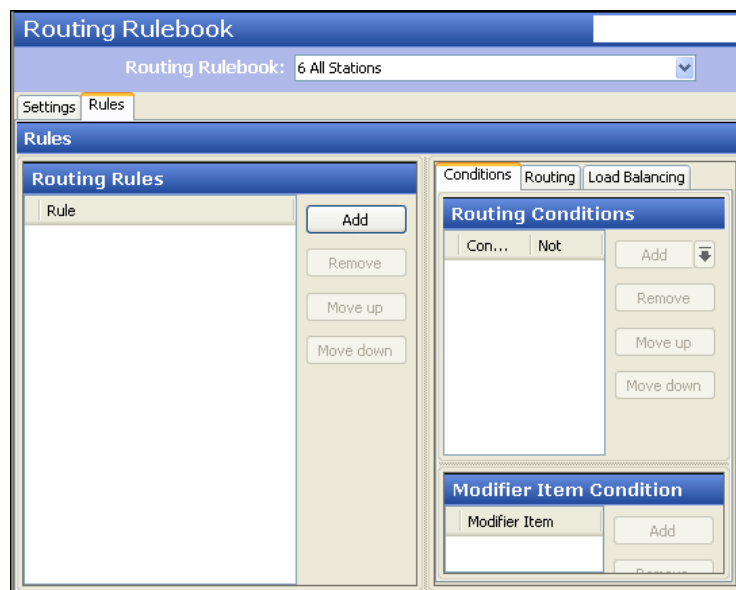 Routing Rulebook
Routing Rulebook: 6 All Stations
Settings Rules
Rules
Routing Rules
Rule
Add
Remove
Move up
Move down
Conditions Routing Load Balancing
Routing Conditions
Con... Not
Add
Remove
Move up
Move down
Modifier Item Condition
Modifier Item
Add
Remove